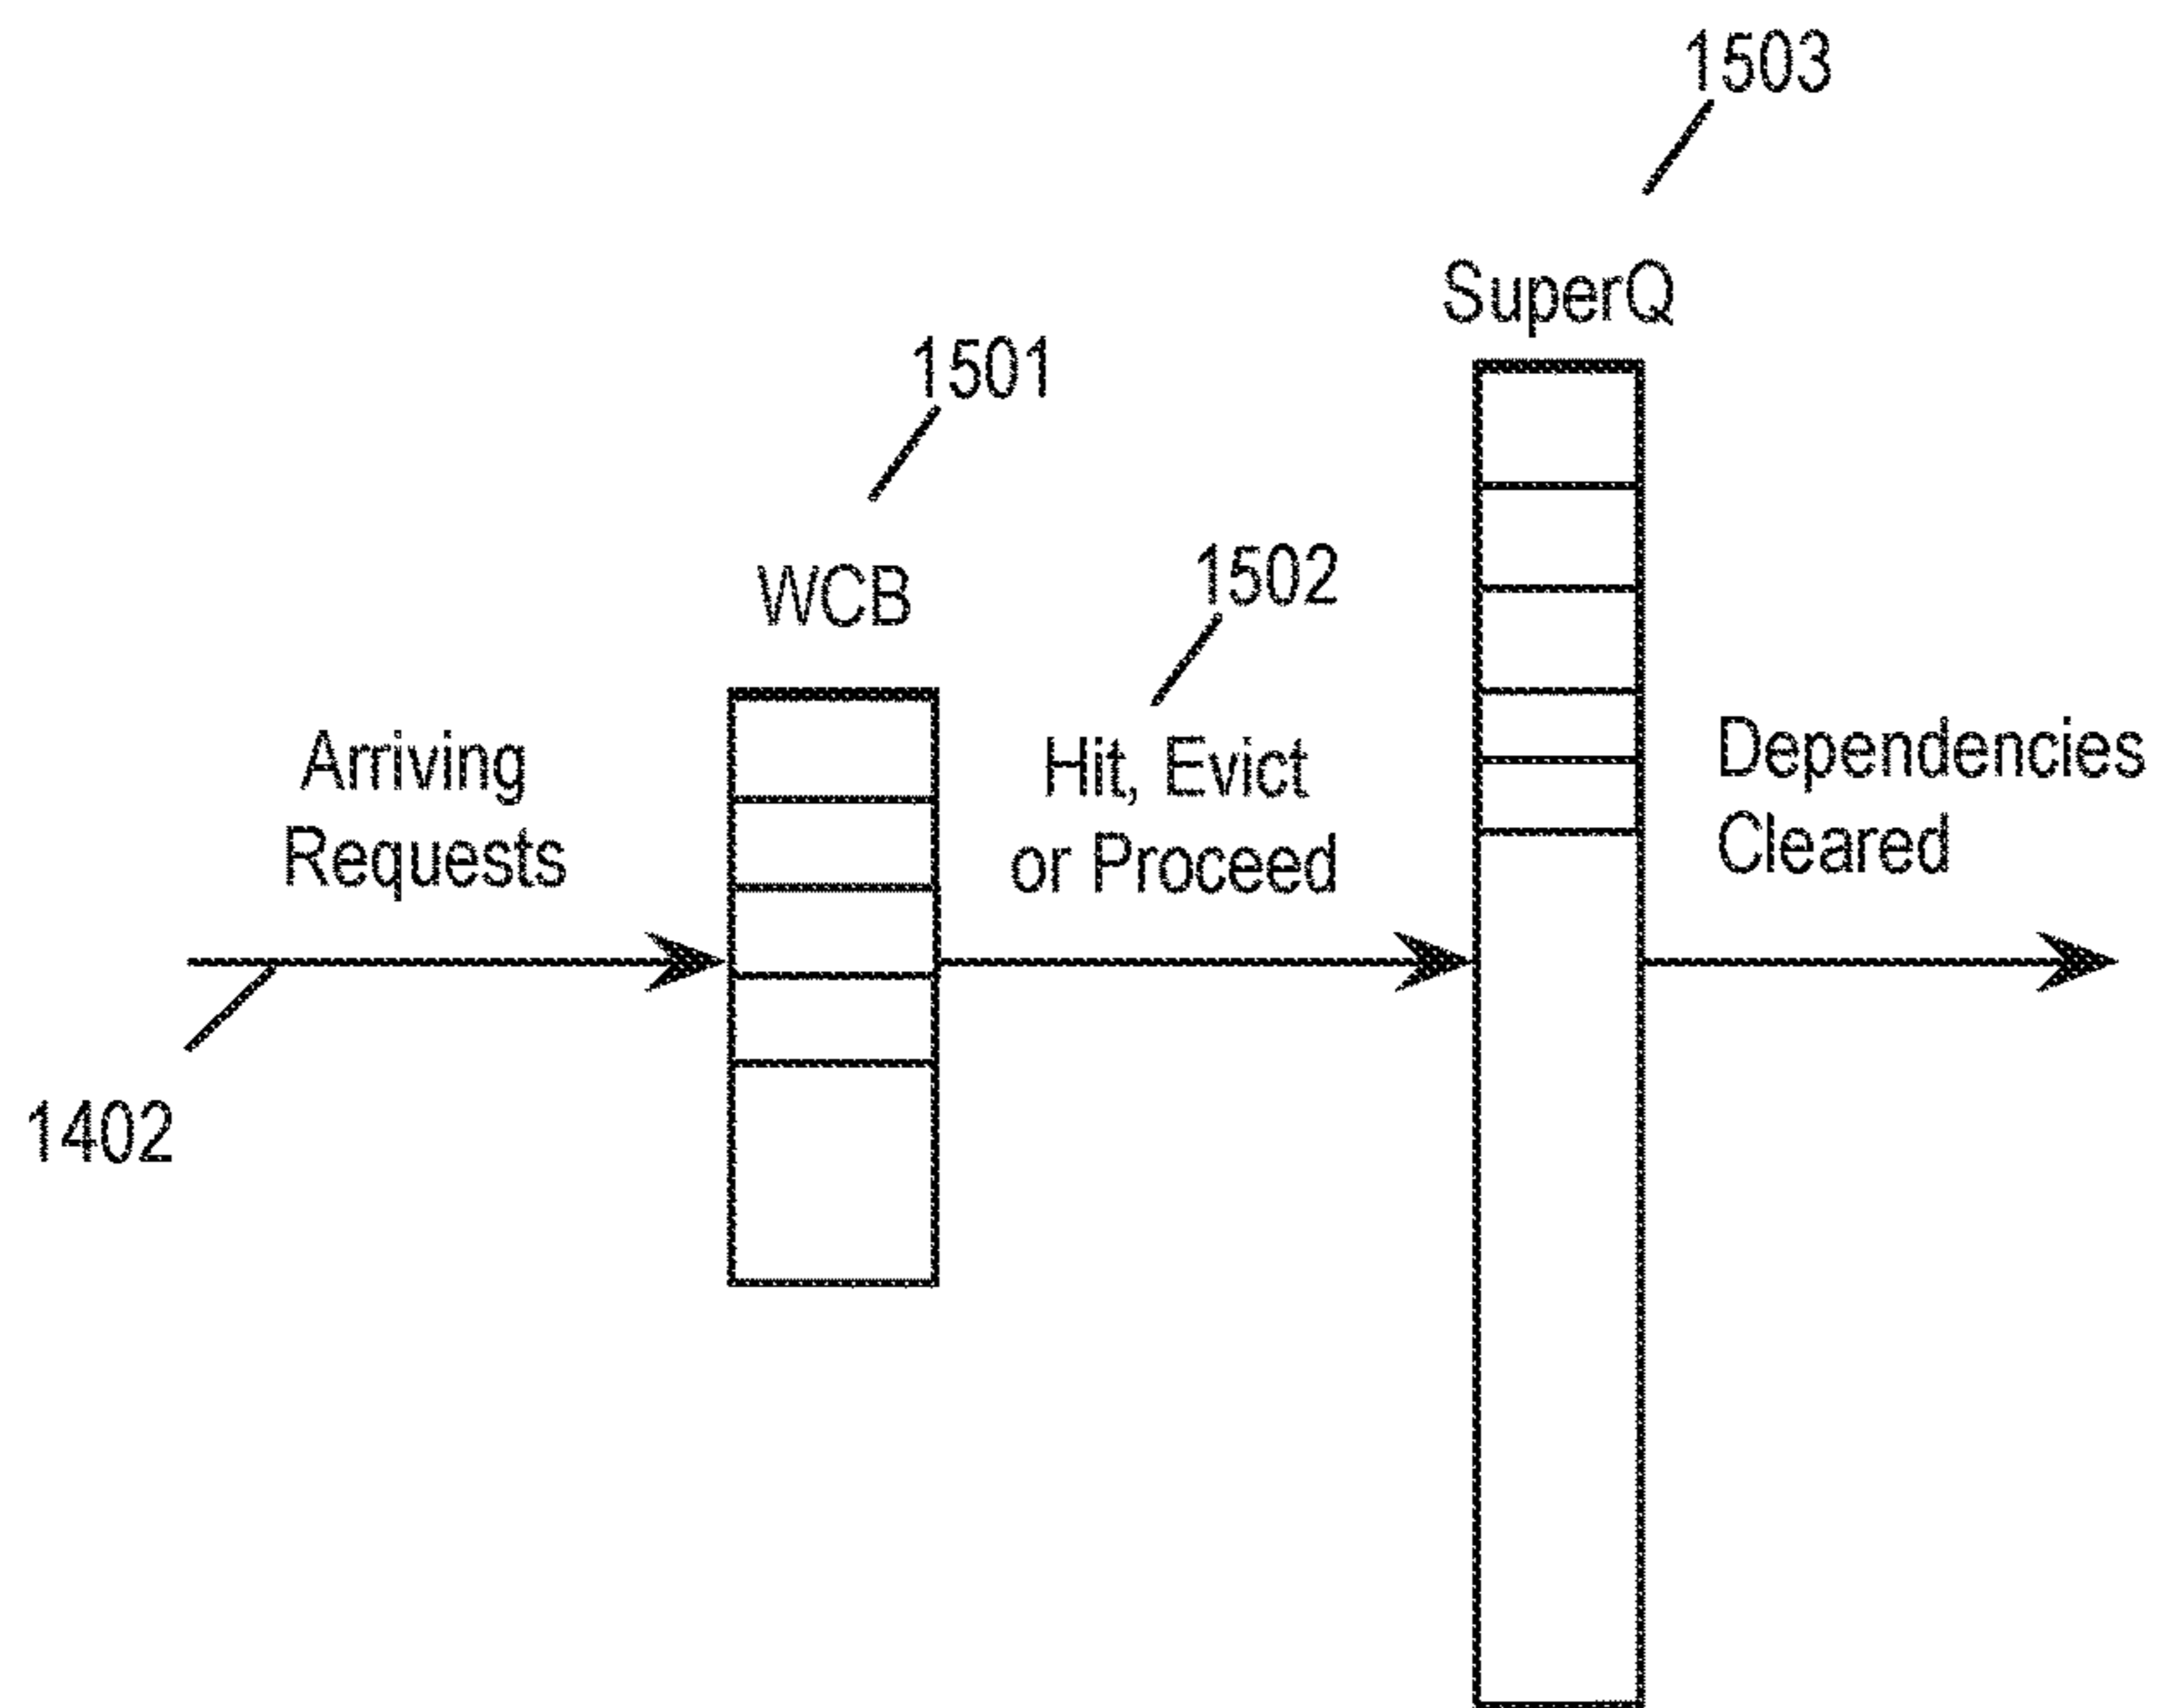 1503
SuperQ
1501
WCB
1502
Arriving
Requests
Hit, Evict
or Proceed
Dependencies
Cleared
1402